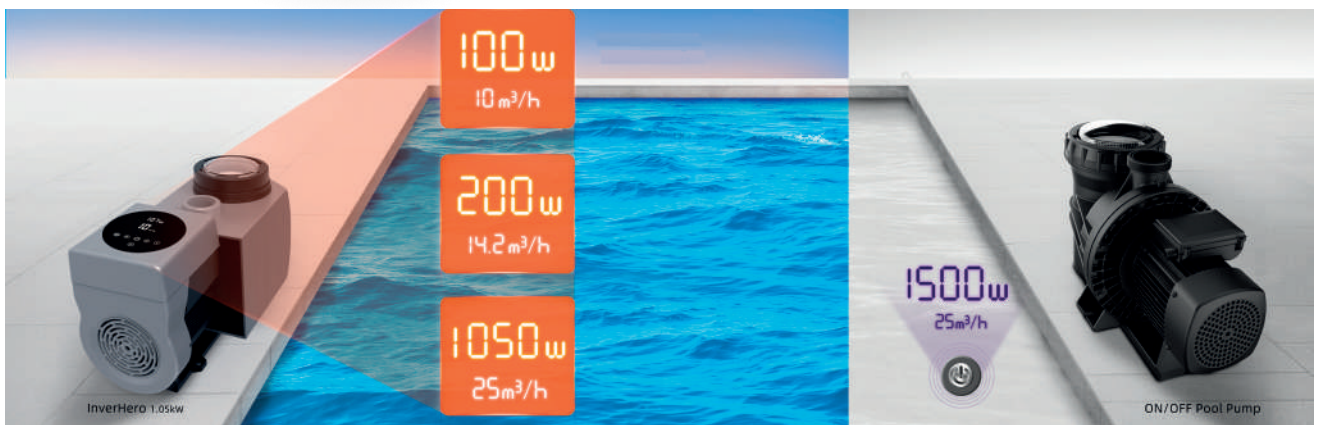 100w
10m³/h
200w
14.2m³/h
1050w
25m³/h
1500w
25m³/h
InverHero 1.05kW
ON/OFF Pool Pump